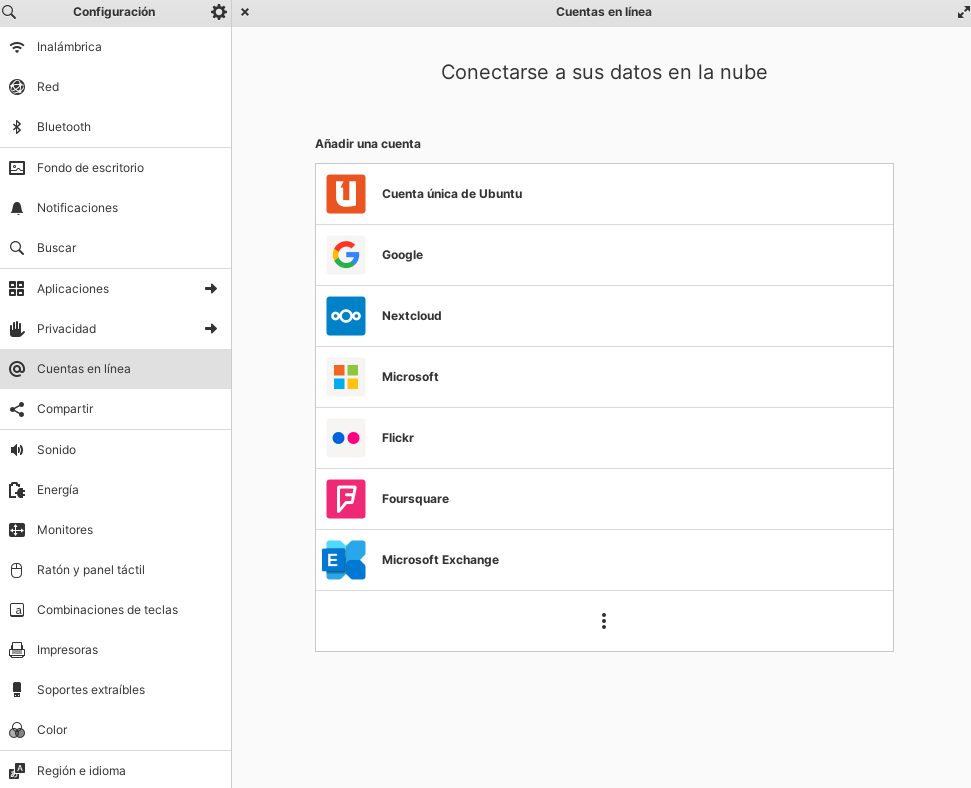 Configuración
Cuentas en línea
Inalámbrica
Red
Bluetooth
Fondo de escritorio
Notificaciones
Buscar
Aplicaciones
Privacidad
Cuentas en línea
Compartir
Sonido
Energía
Monitores
Ratón y panel táctil
Combinaciones de teclas
Impresoras
Soportes extraíbles
Color
Región e idioma
Conectarse a sus datos en la nube
Añadir una cuenta
Cuenta única de Ubuntu
Google
Nextcloud
Microsoft
Flickr
Foursquare
Microsoft Exchange